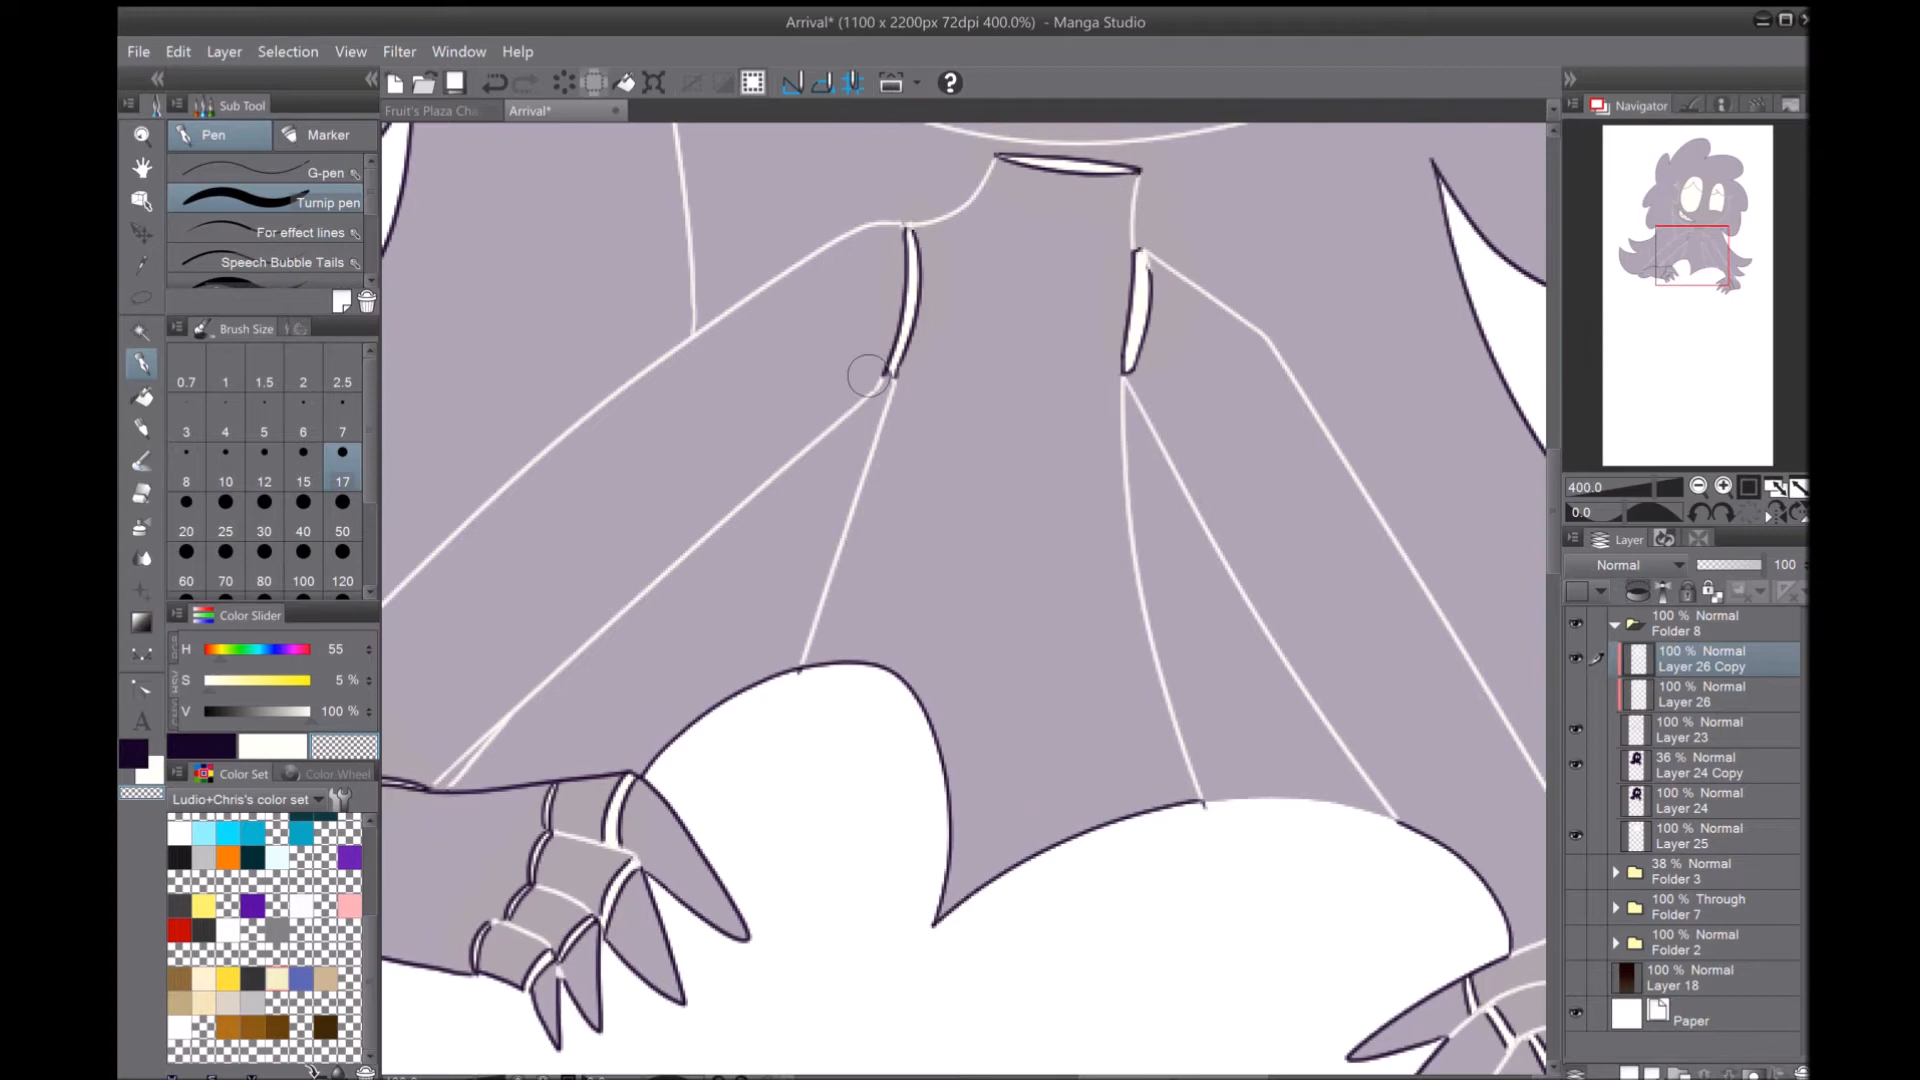 Arrival* (1100 x 2200px 72dpi 400.0%)  - Manga Studio
File Edit Layer Selection View Filter Window Help
Sub Tool
Fruit's Plaza Cha
Arrival*
Navigator
Pen
Marker
G-pen
Turnip pen
For effect lines
Speech Bubble Tails
Brush Size
0.7 1 1.5 2 2.5
3 4 5 6 7
8 10 12 15 17
20 25 30 40 50
60 70 80 100 120
Color Slider
H 55
S 5 %
V 100 %
Color Set
Color Wheel
Ludio+Chris's color set
400.0
0.0
Layer
Normal 100
100 % Normal
Folder 8
100 % Normal
Layer 26 Copy
100 % Normal
Layer 26
100 % Normal
Layer 23
36 % Normal
Layer 24 Copy
100 % Normal
Layer 24
100 % Normal
Layer 25
38 % Normal
Folder 3
100 % Through
Folder 7
100 % Normal
Folder 2
100 % Normal
Layer 18
Paper